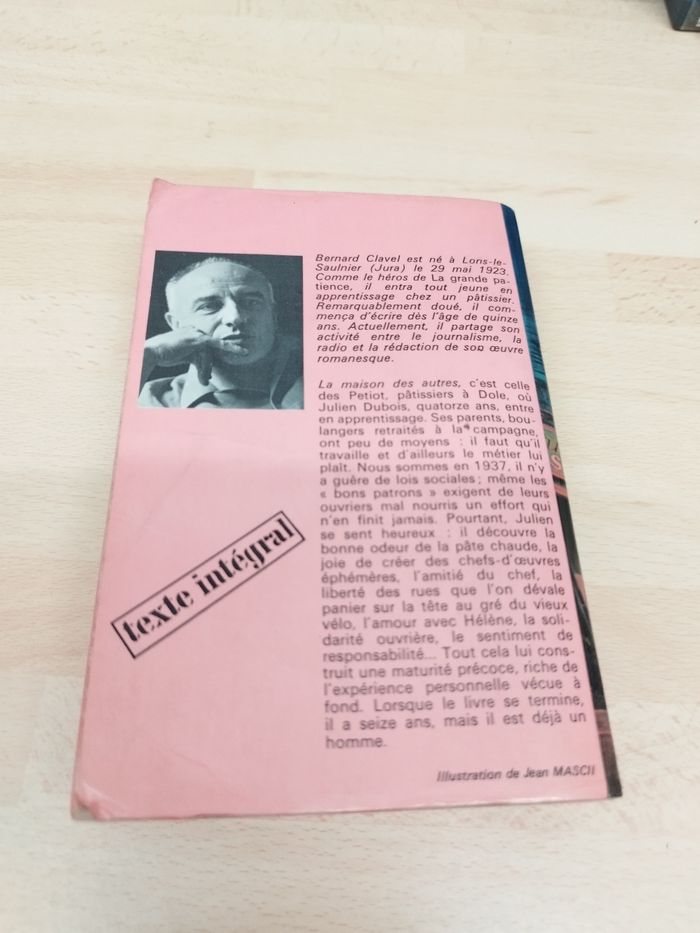 Bernard Clavel est né à Lons-le-
Saulnier (Jura) le 29 mai 1923.
Comme le héros de La grande pa-
tience, il entra tout jeune en
apprentissage chez un pâtissier.
Remarquablement doué, il com-
mença d'écrire dès l'âge de quinze
ans. Actuellement, il partage son
activité entre le journalisme, la
radio et la rédaction de son œuvre
romanesque.
La maison des autres, c'est celle
des Petiot, pâtissiers à Dole, où
Julien Dubois, quatorze ans, entre
en apprentissage. Ses parents, bou-
langers retraités à la campagne,
ont peu de moyens : il faut qu'il
travaille et d'ailleurs le métier lui
plaît. Nous sommes en 1937, il n'y
a guère de lois sociales ; même les
« bons patrons » exigent de leurs
ouvriers mal nourris un effort qui
n'en finit jamais. Pourtant, Julien
se sent heureux : il découvre la
bonne odeur de la pâte chaude, la
joie de créer des chefs-d'œuvres
éphémères, l'amitié du chef, la
liberté des rues que l'on dévale
panier sur la tête au gré du vieux
vélo, l'amour avec Hélène, la soli-
darité ouvrière, le sentiment de
responsabilité... Tout cela lui cons-
truit une maturité précoce, riche de
l'expérience personnelle vécue à
fond. Lorsque le livre se termine,
il a seize ans, mais il est déjà un
homme.
texte intégral
Illustration de Jean MASCII